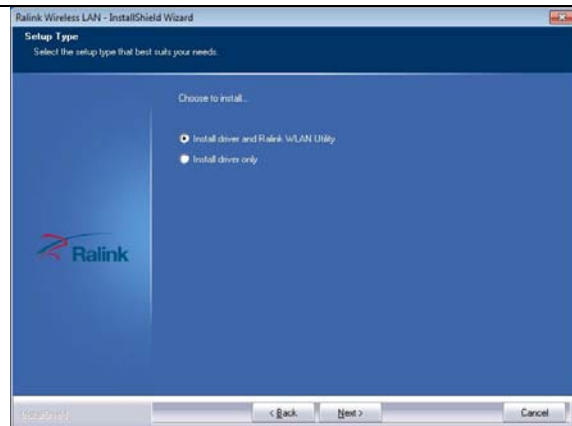 Ralink Wireless LAN - InstallShield Wizard
Setup Type
Select the setup type that best suits your needs.
Choose to install...
Install driver and Ralink WLAN Utility
Install driver only
Ralink
InstallShield
< Back
Next >
Cancel